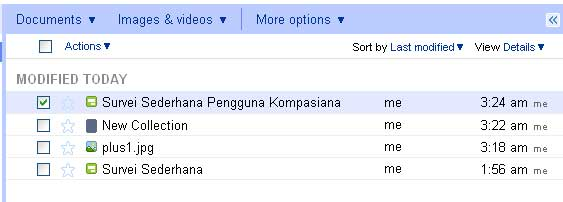 Documents ▼ Images & videos ▼ More options ▼ «
Actions ▼ Sort by Last modified ▼ View Details ▼
MODIFIED TODAY
Survei Sederhana Pengguna Kompasiana me 3:24 am me
New Collection me 3:22 am me
plus1.jpg me 3:18 am me
Survei Sederhana me 1:56 am me